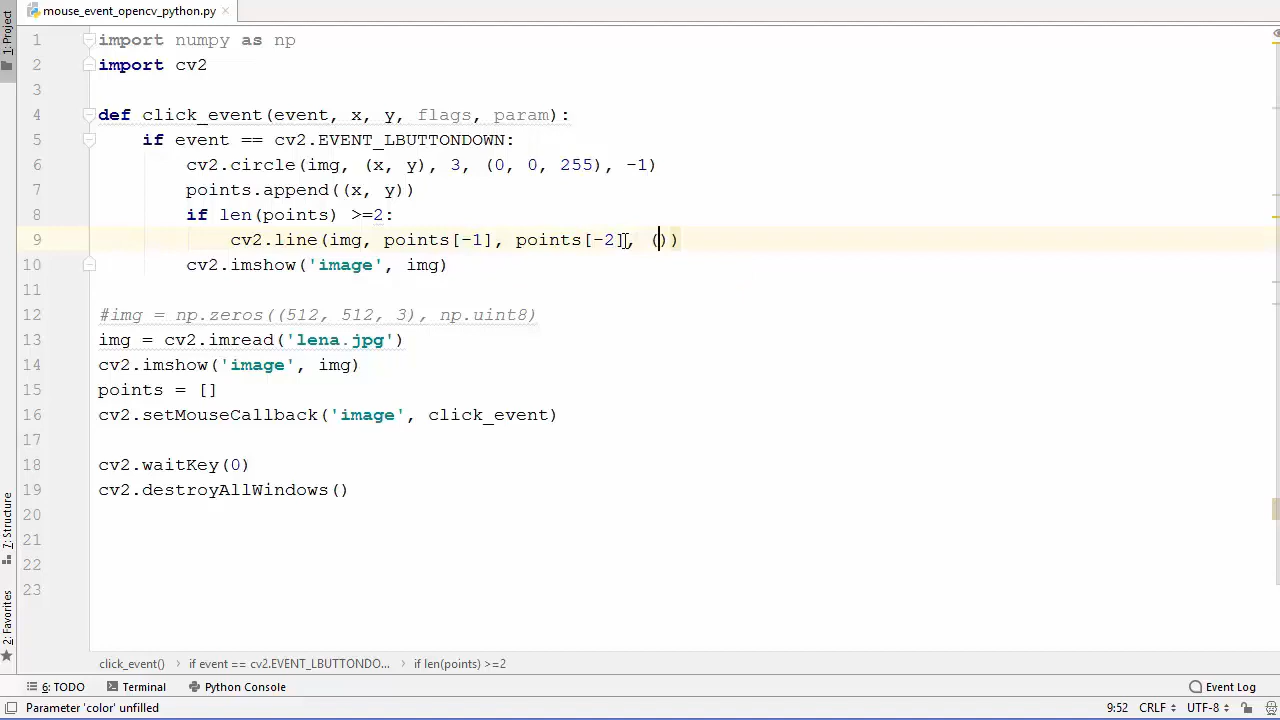 mouse_event_opencv_python.py
1: Project
1 import numpy as np
2 import cv2
3
4 def click_event(event, x, y, flags, param):
5 if event == cv2.EVENT_LBUTTONDOWN:
6 cv2.circle(img, (x, y), 3, (0, 0, 255), -1)
7 points.append((x, y))
8 if len(points) >=2:
9 cv2.line(img, points[-1], points[-2], ())
10 cv2.imshow('image', img)
11
12 #img = np.zeros((512, 512, 3), np.uint8)
13 img = cv2.imread('lena.jpg')
14 cv2.imshow('image', img)
15 points = []
16 cv2.setMouseCallback('image', click_event)
17
18 cv2.waitKey(0)
19 cv2.destroyAllWindows()
20
21
22
23
7: Structure
2: Favorites
click_event() › if event == cv2.EVENT_LBUTTONDO... › if len(points) >=2
6: TODO Terminal Python Console Event Log
Parameter 'color' unfilled 9:52 CRLF UTF-8